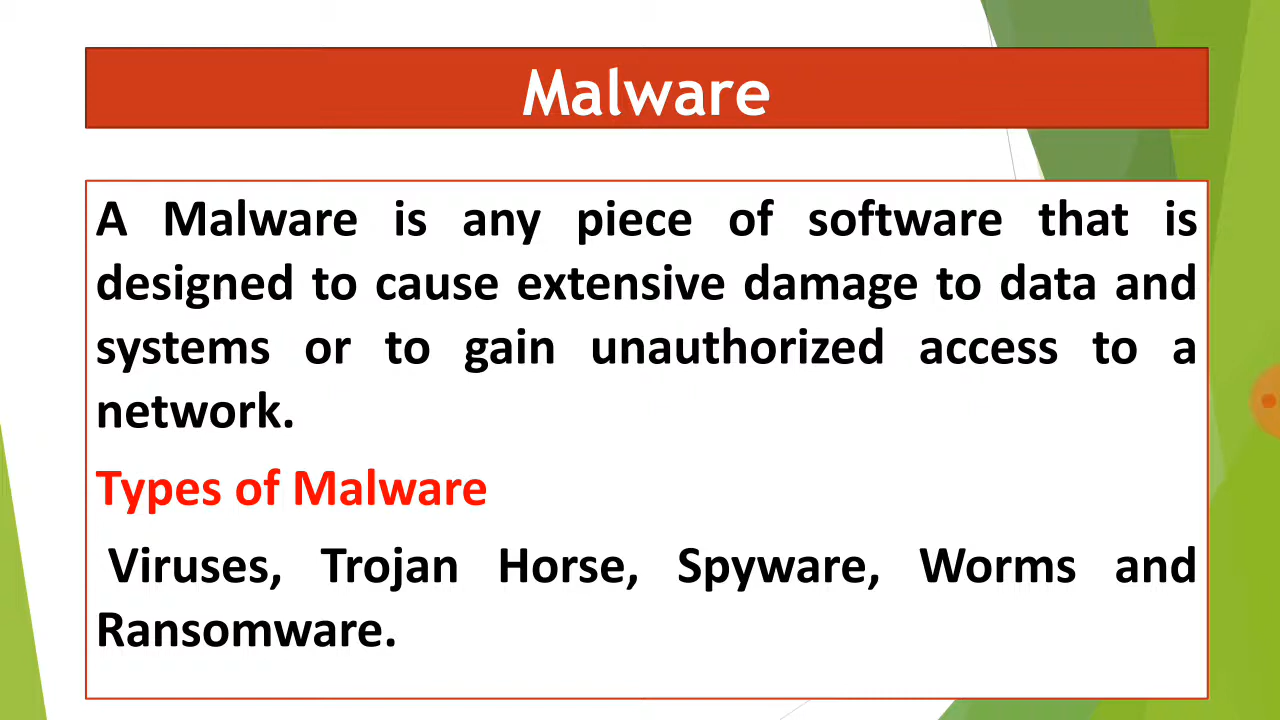 Malware
A Malware is any piece of software that is
designed to cause extensive damage to data and
systems or to gain unauthorized access to a
network.
Types of Malware
Viruses, Trojan Horse, Spyware, Worms and
Ransomware.